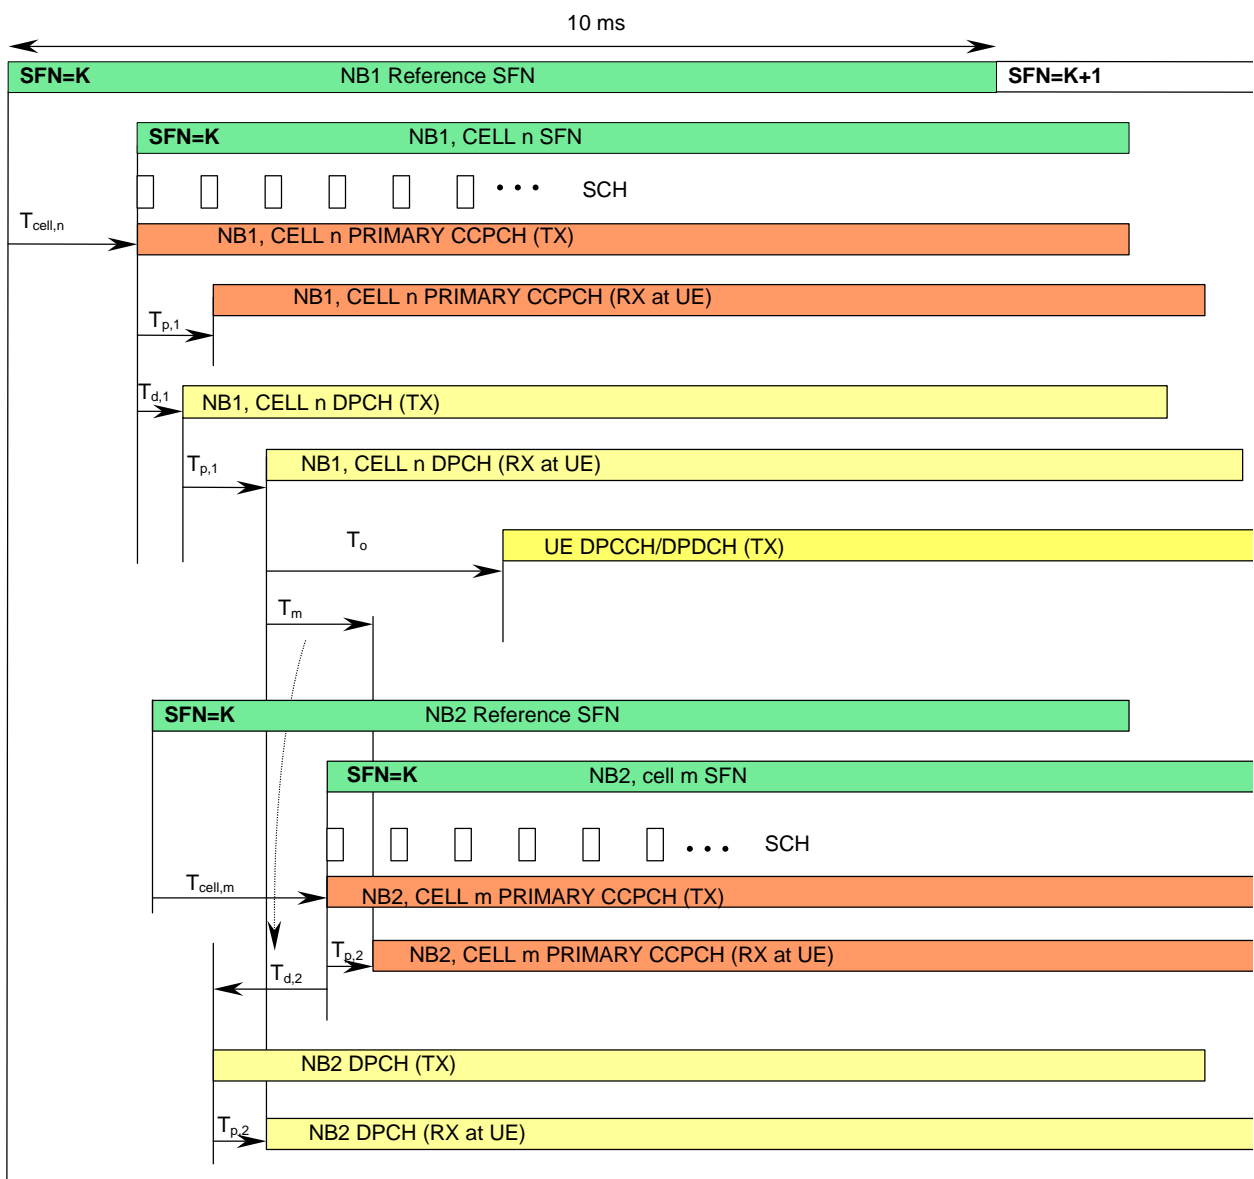 10 ms
SFN=K NB1 Reference SFN SFN=K+1
SFN=K NB1, CELL n SFN
• • • SCH
Tcell,n
NB1, CELL n PRIMARY CCPCH (TX)
NB1, CELL n PRIMARY CCPCH (RX at UE)
Tp,1
Td,1
NB1, CELL n DPCH (TX)
Tp,1
NB1, CELL n DPCH (RX at UE)
To
UE DPCCH/DPDCH (TX)
Tm
SFN=K NB2 Reference SFN
SFN=K NB2, cell m SFN
• • • SCH
Tcell,m
NB2, CELL m PRIMARY CCPCH (TX)
Tp,2
NB2, CELL m PRIMARY CCPCH (RX at UE)
Td,2
NB2 DPCH (TX)
Tp,2
NB2 DPCH (RX at UE)